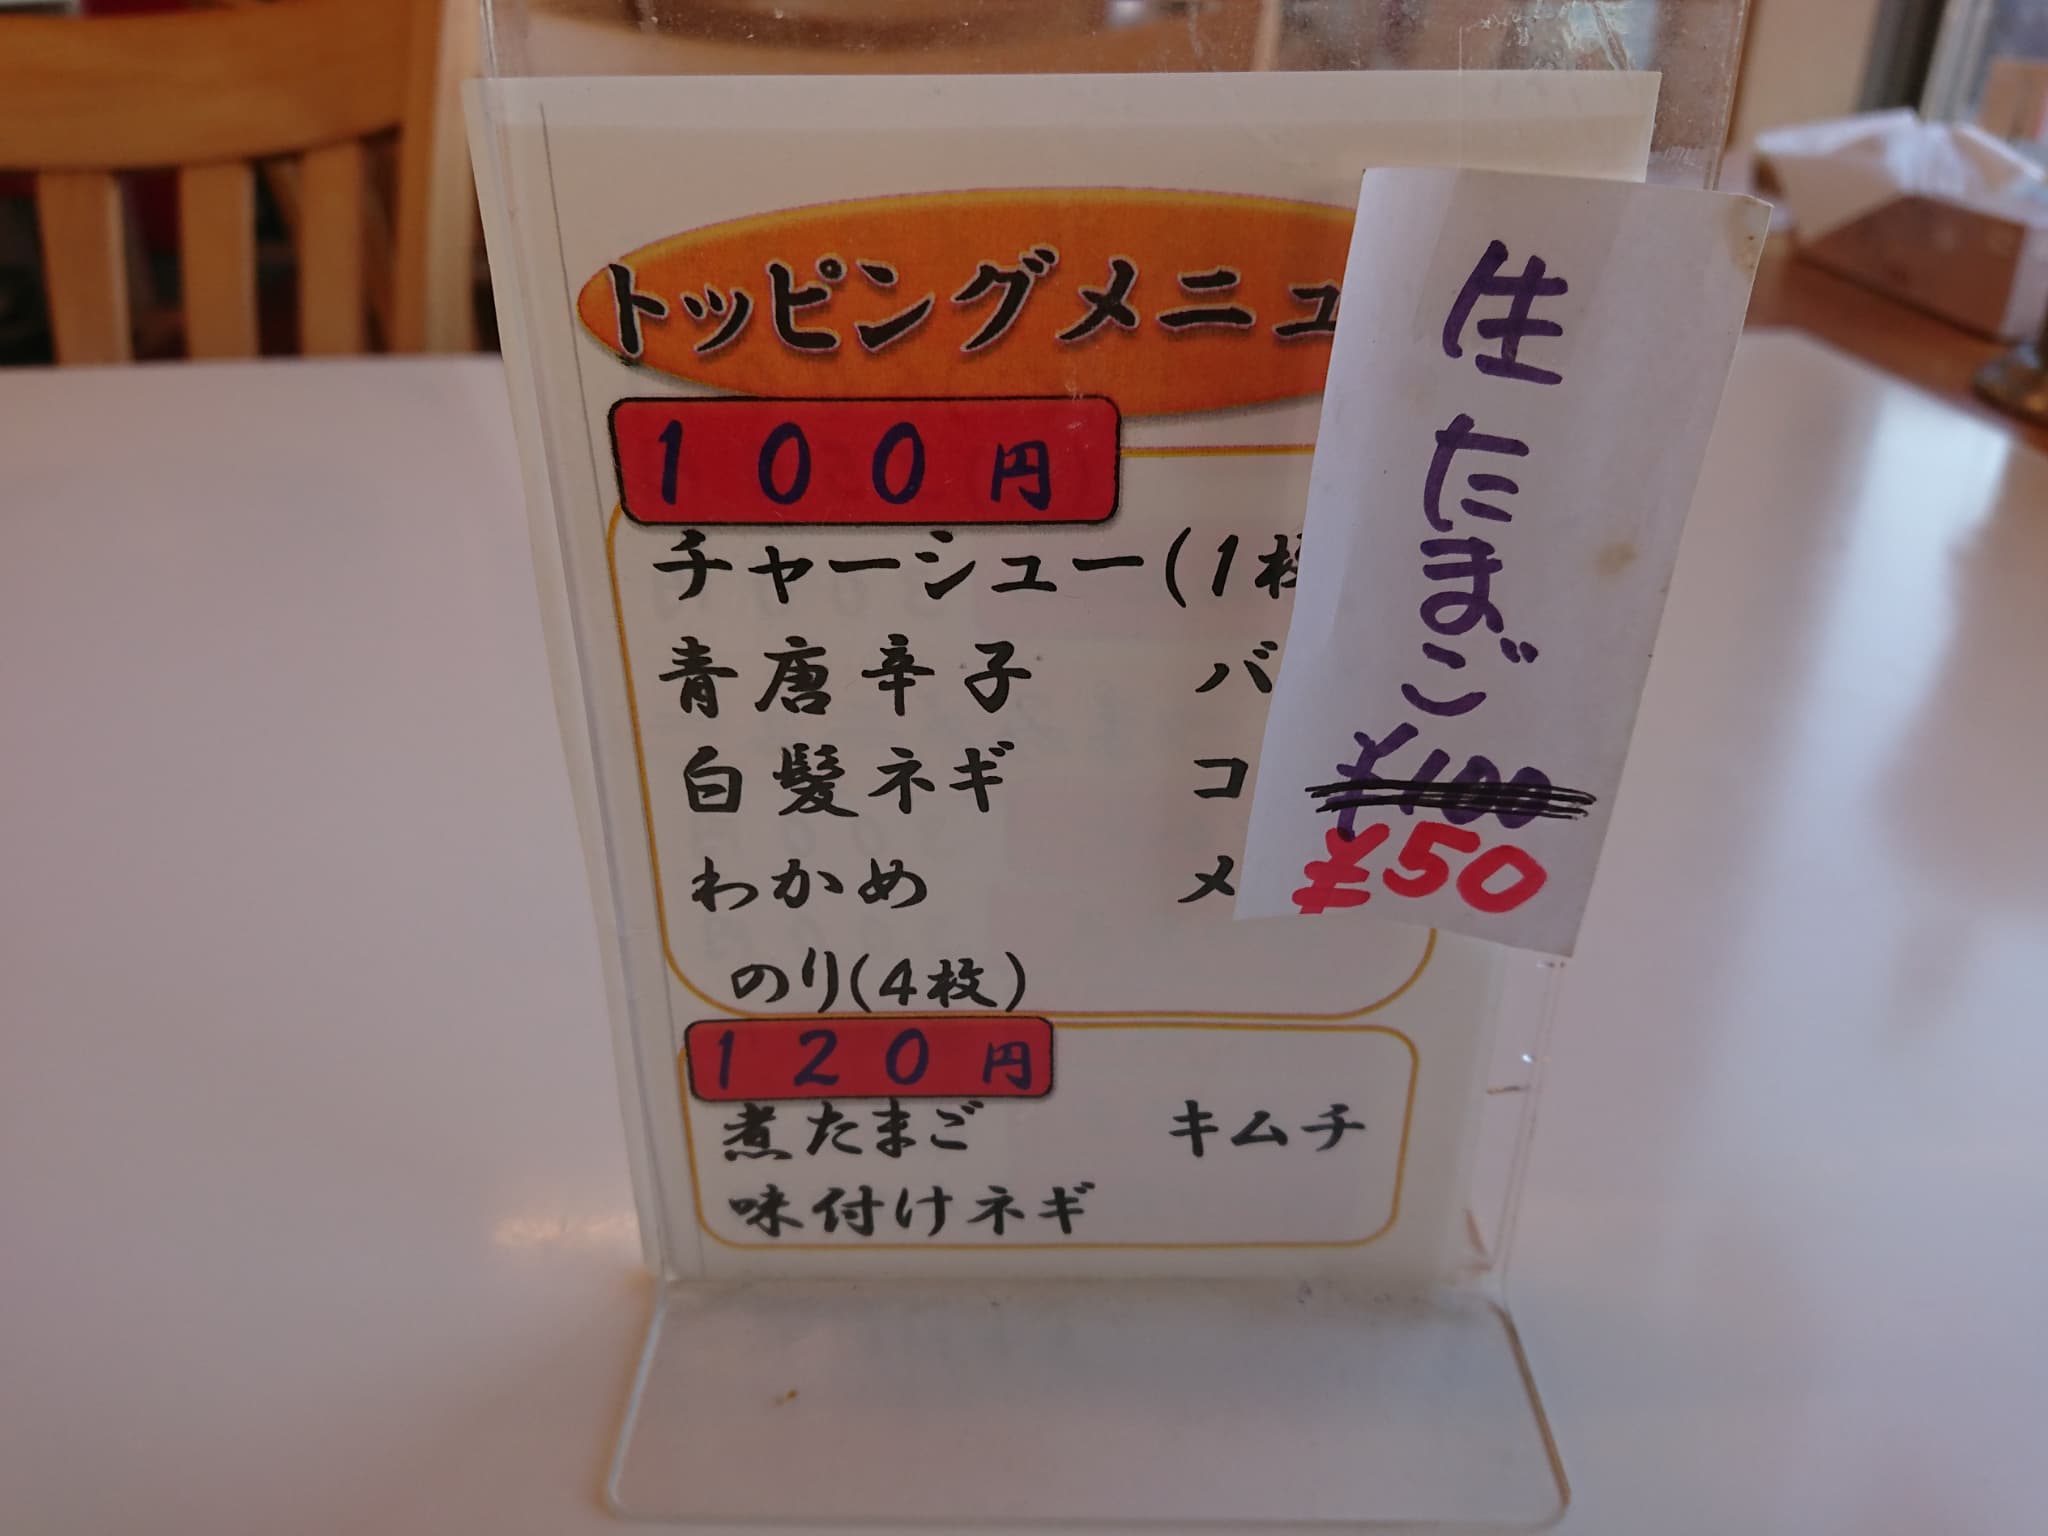 トッピングメニュ
100円
チャーシュー(1
青唐辛子 バ
白髪ネギ コ
わかめ メ
のり(4枚)
120円
煮たまご キムチ
味付けネギ
生たまご
¥100
¥50